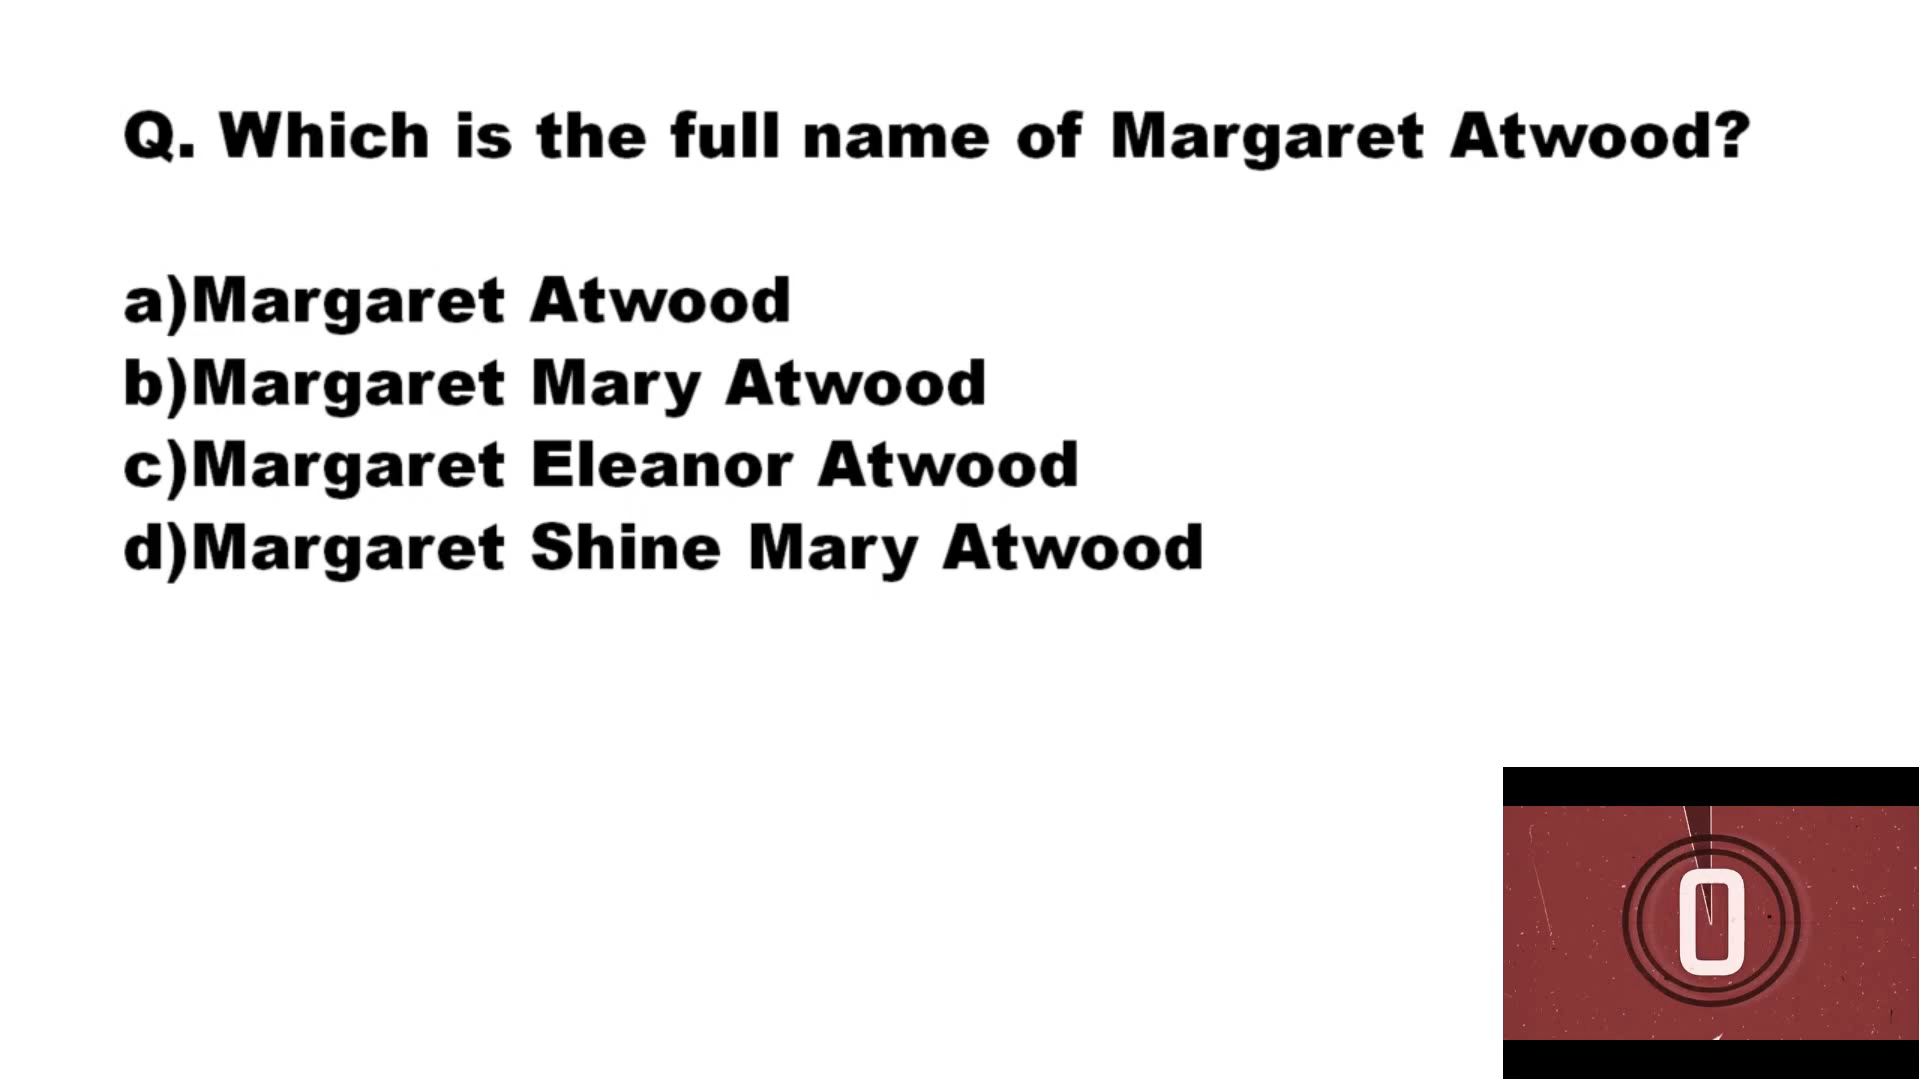 Q. Which is the full name of Margaret Atwood?
a)Margaret Atwood
b)Margaret Mary Atwood
c)Margaret Eleanor Atwood
d)Margaret Shine Mary Atwood
0